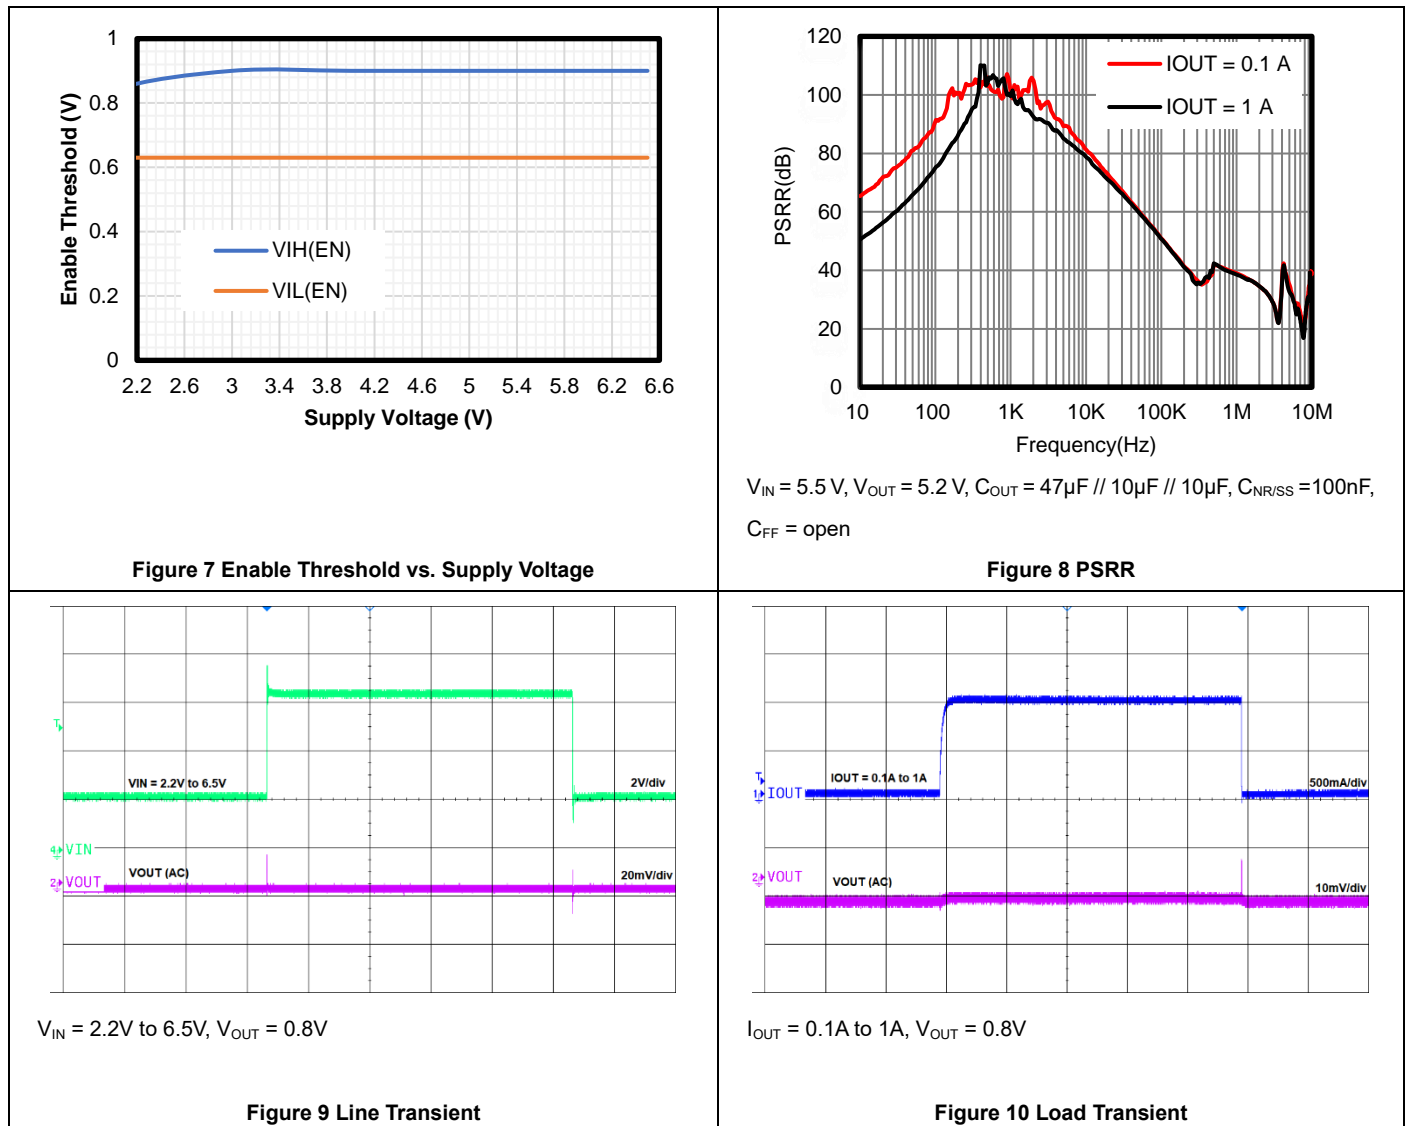 1
0.8
0.6
0.4
0.2
0
Enable Threshold (V)
VIH(EN)
VIL(EN)
2.2 2.6 3 3.4 3.8 4.2 4.6 5 5.4 5.8 6.2 6.6
Supply Voltage (V)
Figure 7 Enable Threshold vs. Supply Voltage
120
100
80
60
40
20
0
PSRR(dB)
IOUT = 0.1 A
IOUT = 1 A
10 100 1K 10K 100K 1M 10M
Frequency(Hz)
VIN = 5.5 V, VOUT = 5.2 V, COUT = 47μF // 10μF // 10μF, CNR/SS =100nF,
CFF = open
Figure 8 PSRR
T
VIN = 2.2V to 6.5V
2V/div
4 VIN
VOUT (AC)
2 VOUT
20mV/div
VIN = 2.2V to 6.5V, VOUT = 0.8V
Figure 9 Line Transient
T
IOUT = 0.1A to 1A
500mA/div
1 IOUT
2 VOUT
VOUT (AC)
10mV/div
IOUT = 0.1A to 1A, VOUT = 0.8V
Figure 10 Load Transient